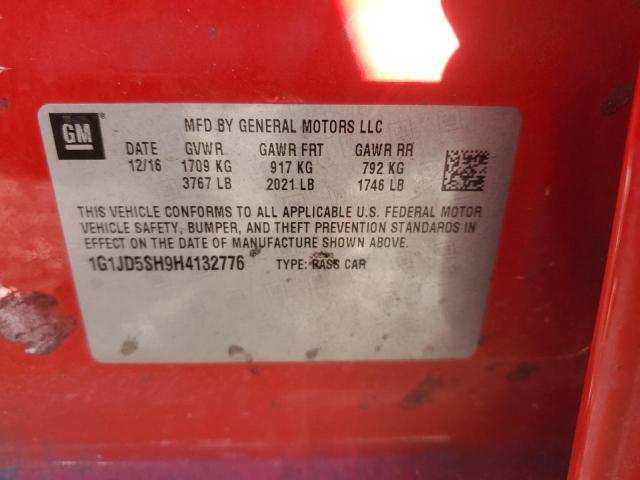 GM
MFD BY GENERAL MOTORS LLC
DATE GVWR GAWR FRT GAWR RR
12/16 1709 KG 917 KG 792 KG
3767 LB 2021 LB 1746 LB
THIS VEHICLE CONFORMS TO ALL APPLICABLE U.S. FEDERAL MOTOR
VEHICLE SAFETY, BUMPER, AND THEFT PREVENTION STANDARDS IN
EFFECT ON THE DATE OF MANUFACTURE SHOWN ABOVE.
1G1JD5SH9H4132776 TYPE: PASS CAR